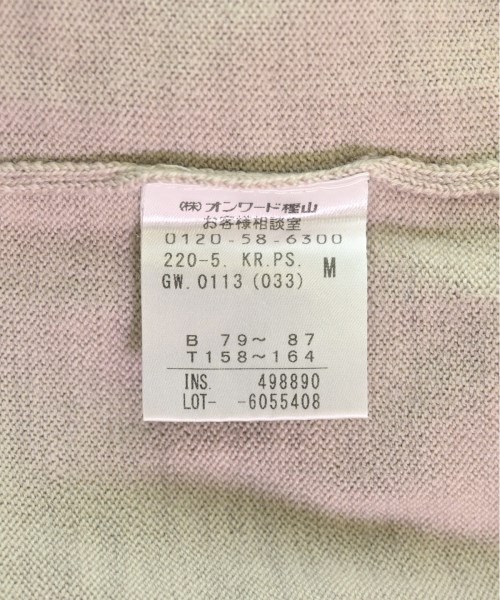 (株)オンワード樫山
お客様相談室
0120-58-6300
220-5. KR.PS. M
GW.0113(033)
B 79～ 87
T158～164
INS. 498890
LOT- -6055408